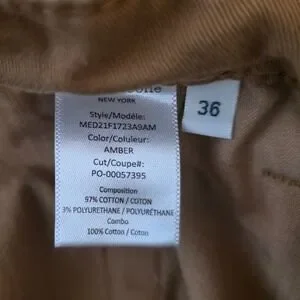 NEW YORK
Style/Modèle:
MED21F1723A9AM
Color/Coluleur:
AMBER
Cut/Coupe#:
PO-00057395
Composition
97% COTTON / COTON
3% POLYURETHANE / POLYURÉTHANE
Combo
100% Cotton / Coton
36